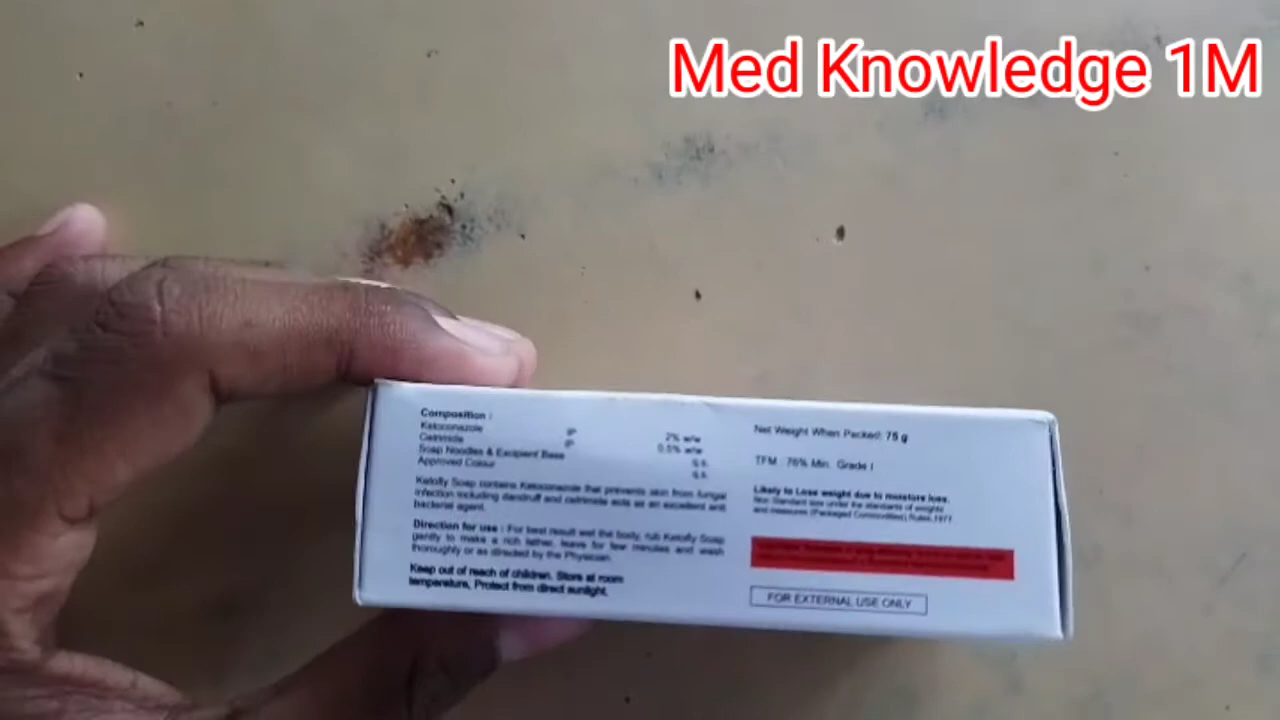 Med Knowledge 1M
Composition :
Ketoconazole IP 2% w/w
Cetrimide IP 0.5% w/w
Soap Noodles & Excipient Base q.s.
Approved Colour q.s.
Ketofly Soap contains Ketoconazole that prevents skin from fungal
infection including dandruff and cetrimide acts as an excellent anti
bacterial agent.
Direction for use : For best result wet the body, rub Ketofly Soap
gently to make a rich lather, leave for few minutes and wash
thoroughly or as directed by the Physician.
Keep out of reach of children. Store at room
temperature, Protect from direct sunlight.
Net Weight When Packed: 75 g
TFM 76% Min. Grade I
Likely to Lose weight due to moisture loss.
Non Standard size under the standards of weights
and measures (Packaged Commodities) Rules, 1977
FOR EXTERNAL USE ONLY